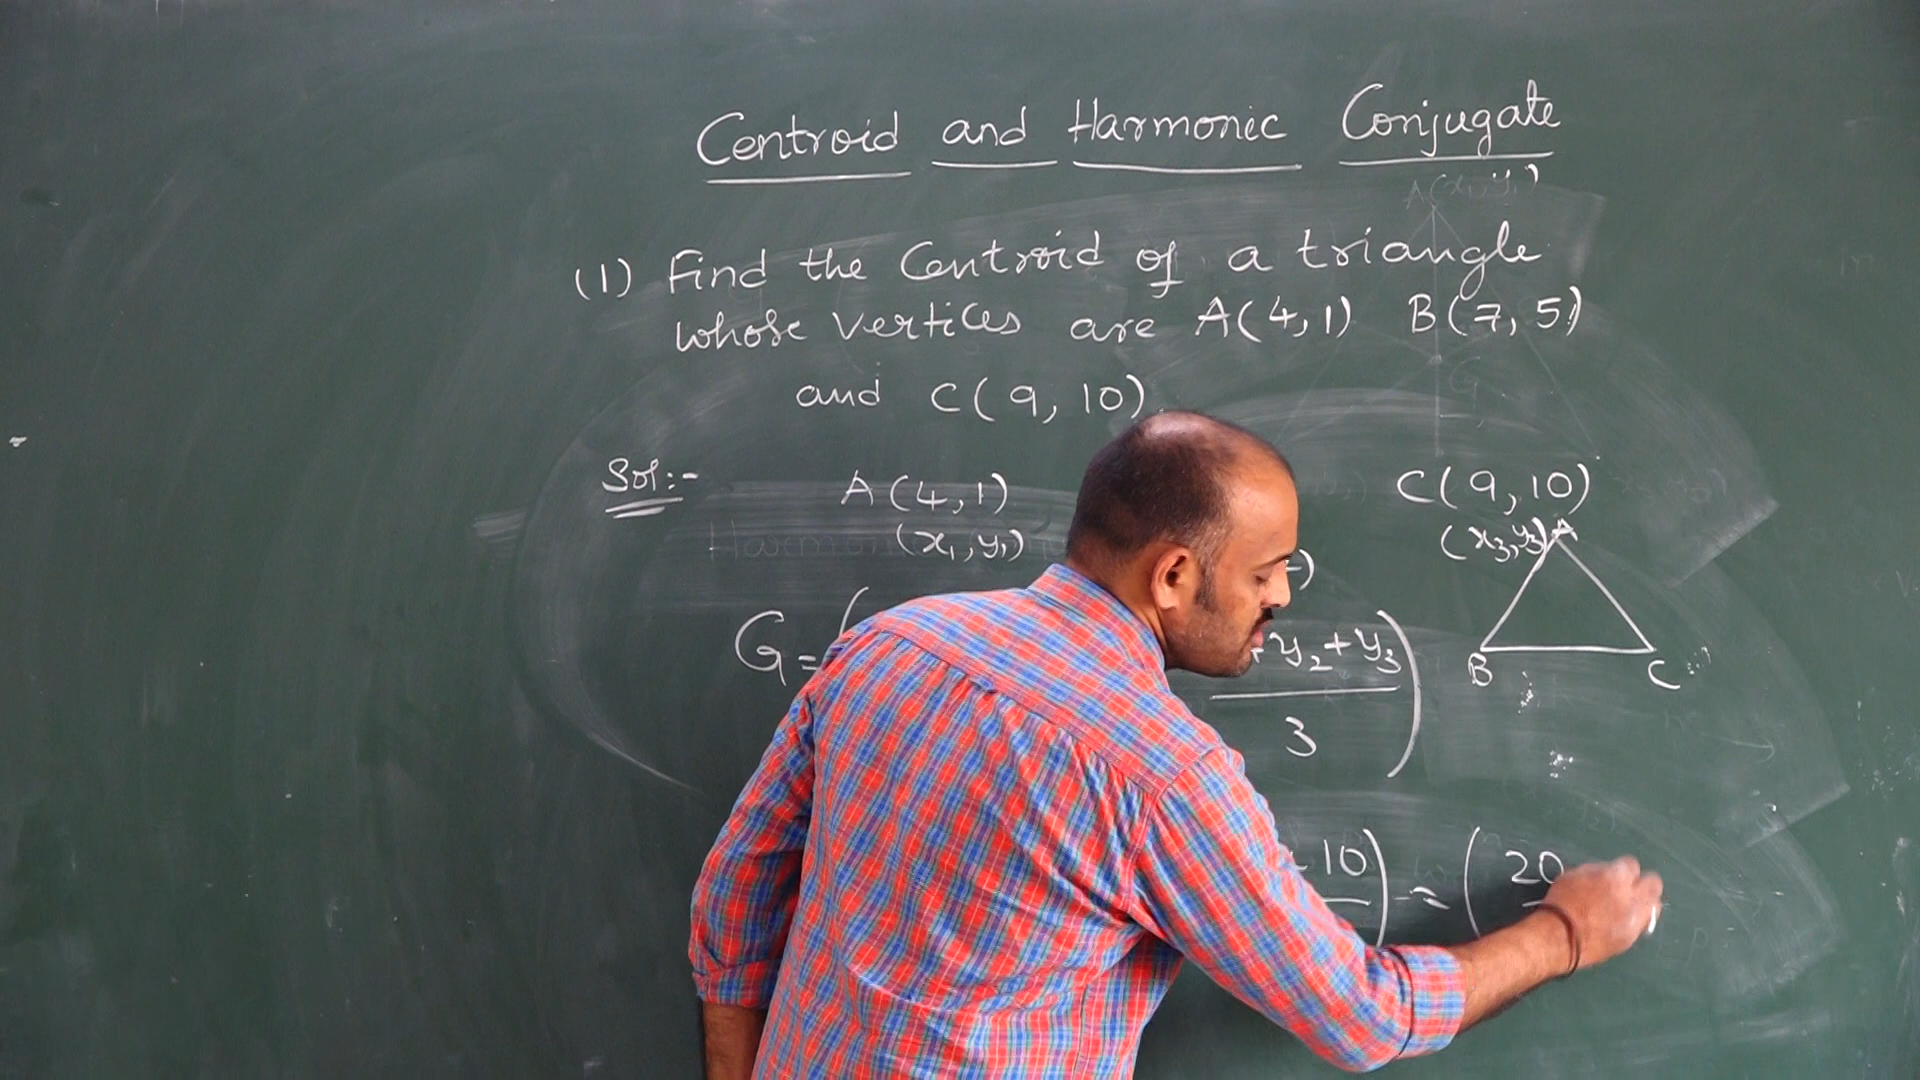 Centroid and Harmonic Conjugate
(1) Find the Centroid of a triangle
whose vertices are A(4,1) B(7,5)
and C(9,10)
Sol:- A(4,1) C(9,10)
(x₁,y₁) (x₃,y₃) A
G=( y₂+y₃)
3
B C
10) = (20